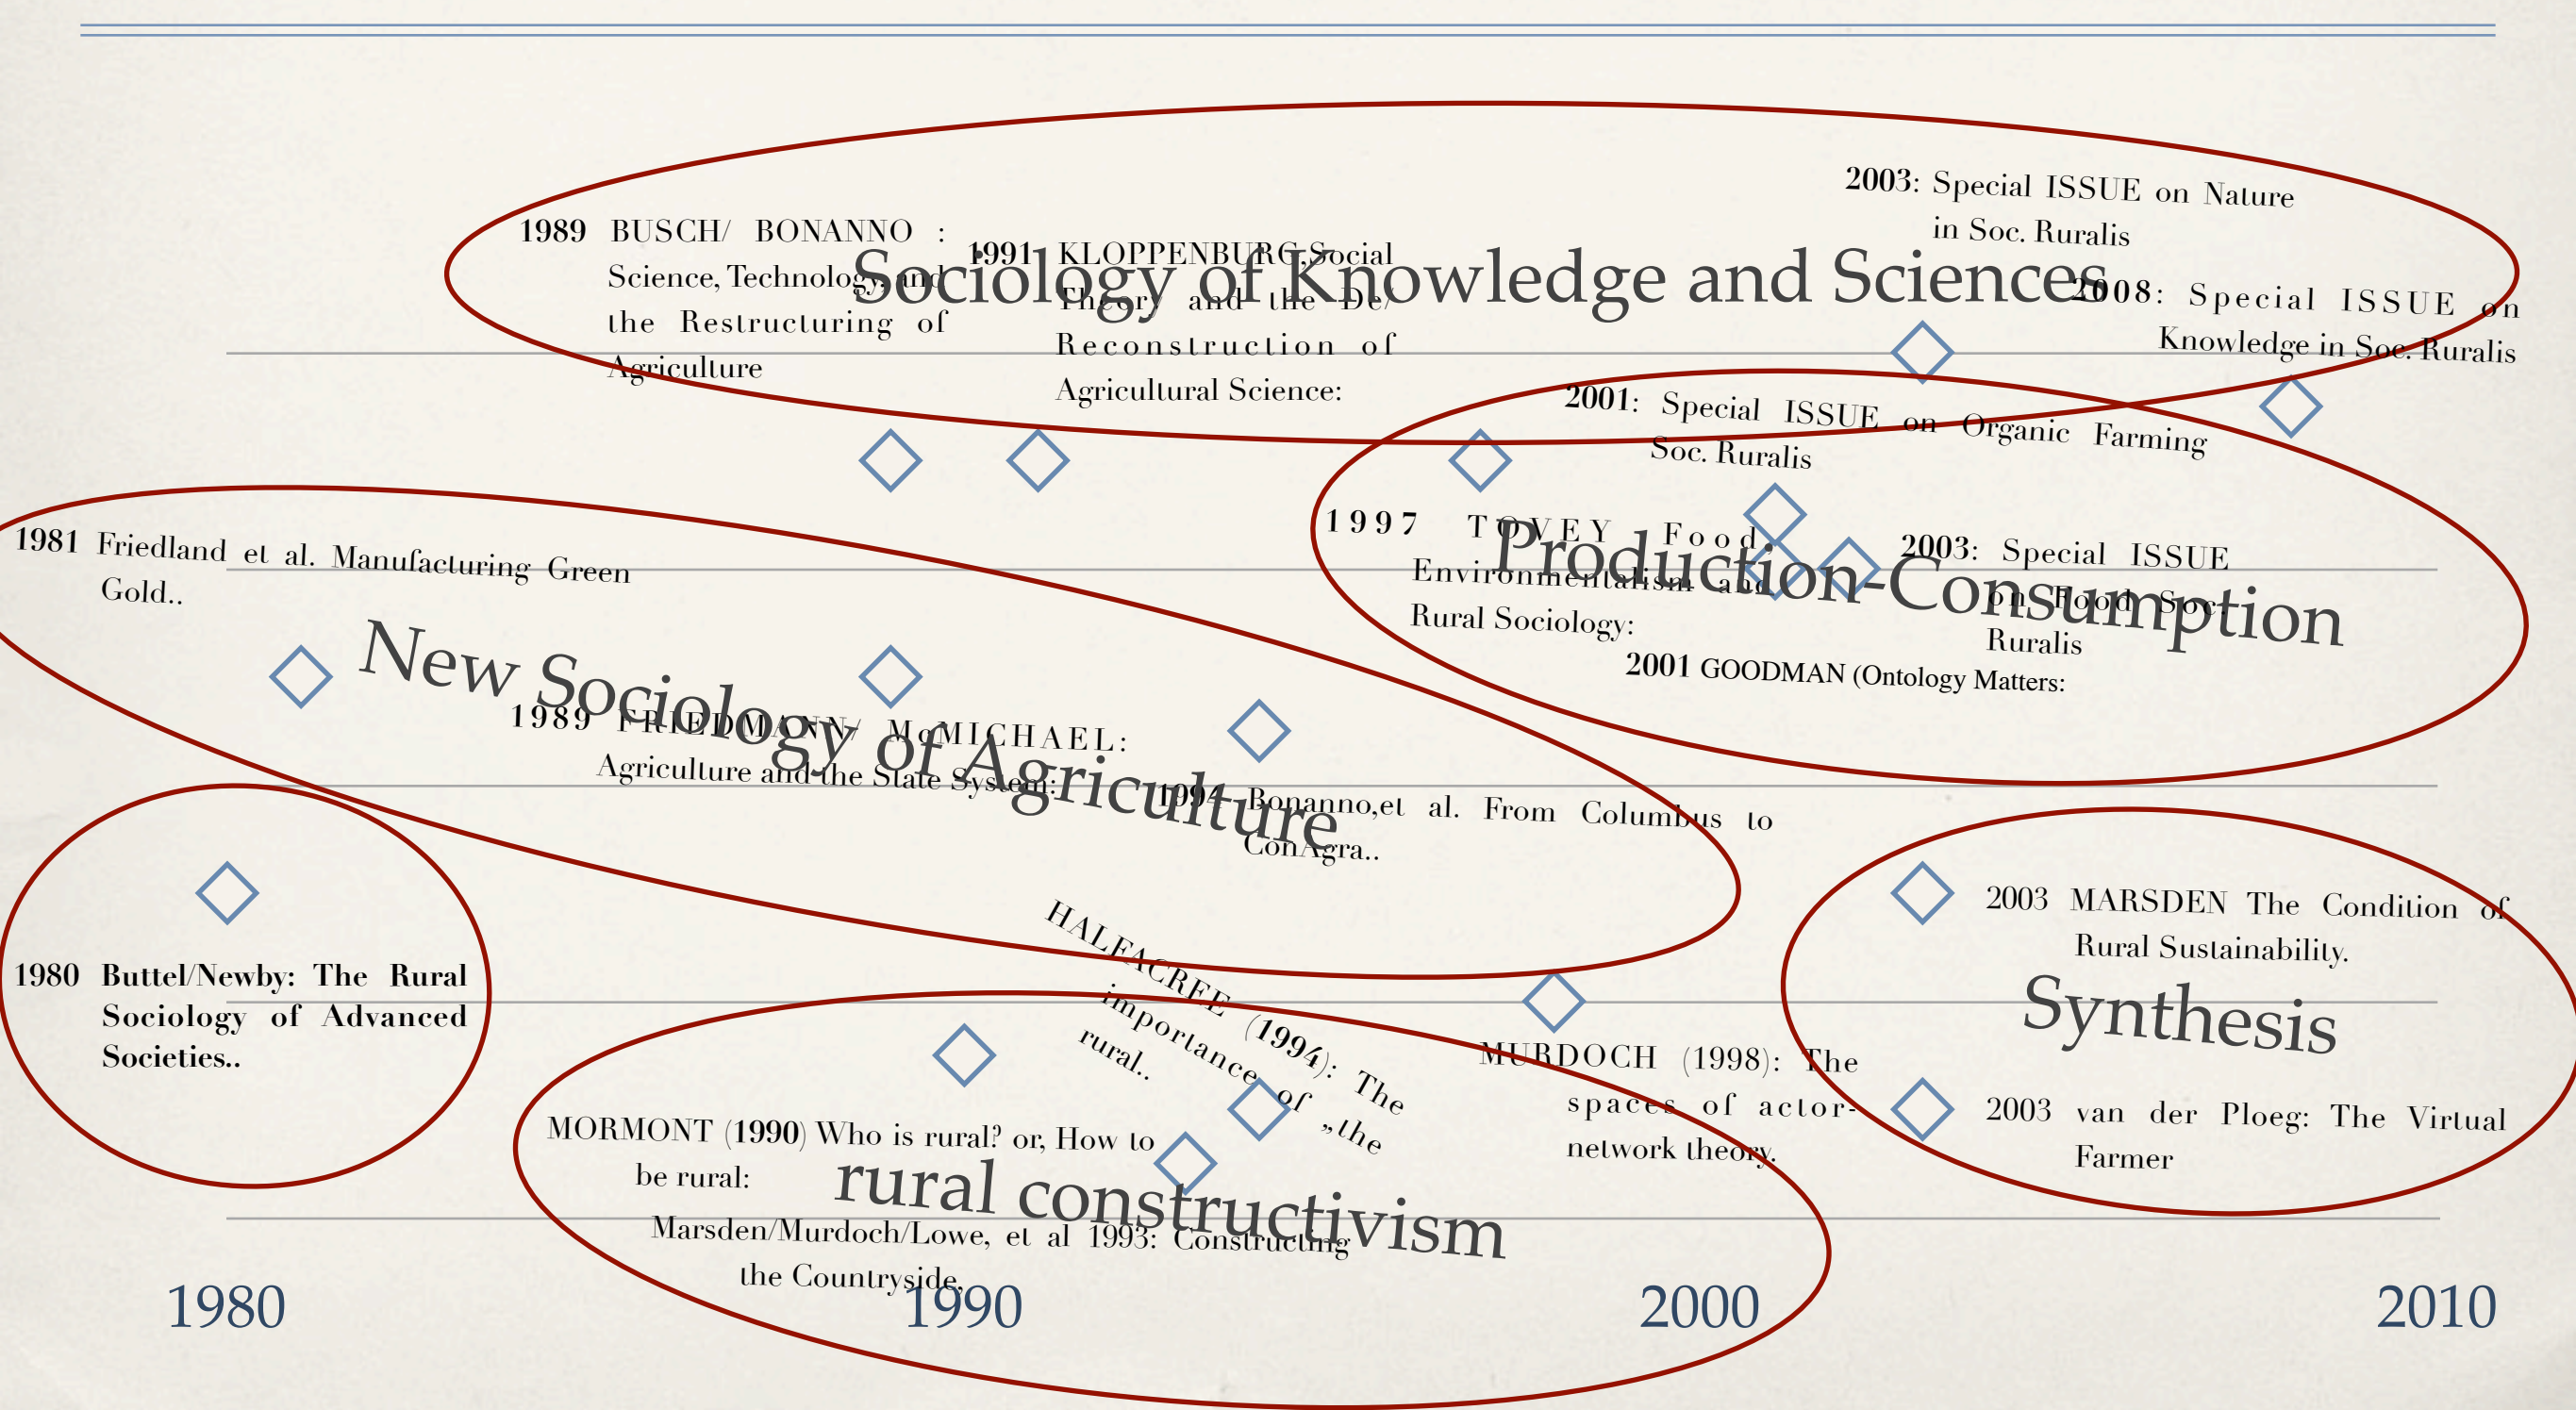 2003: Special ISSUE on Nature
in Soc. Ruralis
1989 BUSCH/ BONANNO :
Science, Technology, and
the Restructuring of
Agriculture
1991 KLOPPENBURG,Social
Theory and the De/
Reconstruction of
Agricultural Science:
Sociology of Knowledge and Sciences
2008: Special ISSUE on
Knowledge in Soc. Ruralis
2001: Special ISSUE on Organic Farming
Soc. Ruralis
1997 TOVEY Food
Environmentalism and
Rural Sociology:
Production-Consumption
2003: Special ISSUE
on Food Soc.
Ruralis
2001 GOODMAN (Ontology Matters:
1981 Friedland et al. Manufacturing Green
Gold..
New Sociology of Agriculture
1989 FRIEDMANN/ McMICHAEL:
Agriculture and the State System:
1994 Bonanno,et al. From Columbus to
ConAgra..
1980 Buttel/Newby: The Rural
Sociology of Advanced
Societies..
HALFACREE (1994): The
importance of „the
rural..
MURDOCH (1998): The
spaces of actor-
network theory.
MORMONT (1990) Who is rural? or, How to
be rural:
rural constructivism
Marsden/Murdoch/Lowe, et al 1993: Constructing
the Countryside.
2003 MARSDEN The Condition of
Rural Sustainability.
Synthesis
2003 van der Ploeg: The Virtual
Farmer
1980 1990 2000 2010